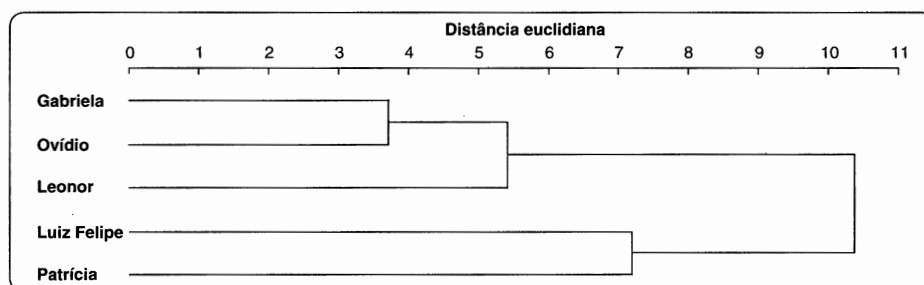 Distância euclidiana
0 1 2 3 4 5 6 7 8 9 10 11
Gabriela
Ovídio
Leonor
Luiz Felipe
Patrícia